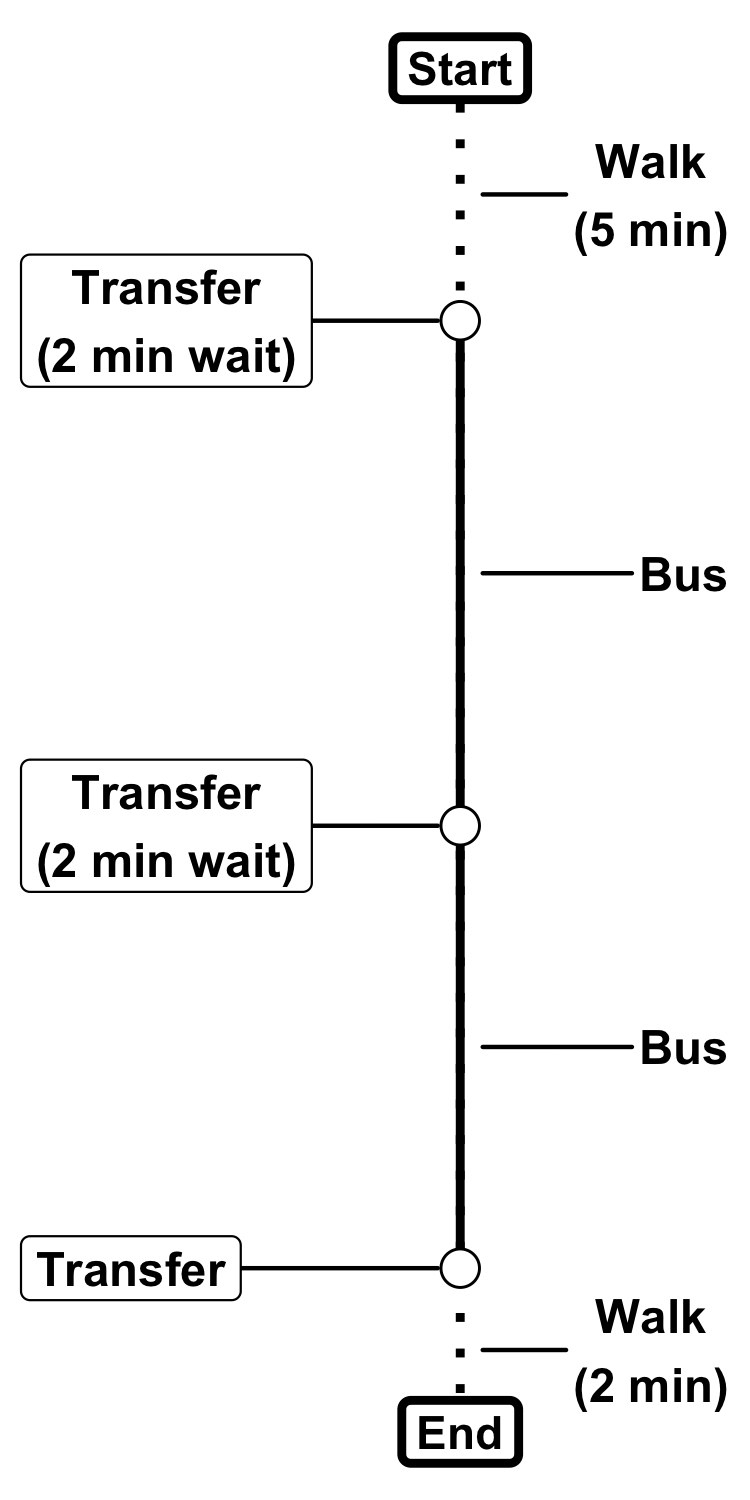 Start
Walk
(5 min)
Transfer
(2 min wait)
Bus
Transfer
(2 min wait)
Bus
Transfer
Walk
(2 min)
End